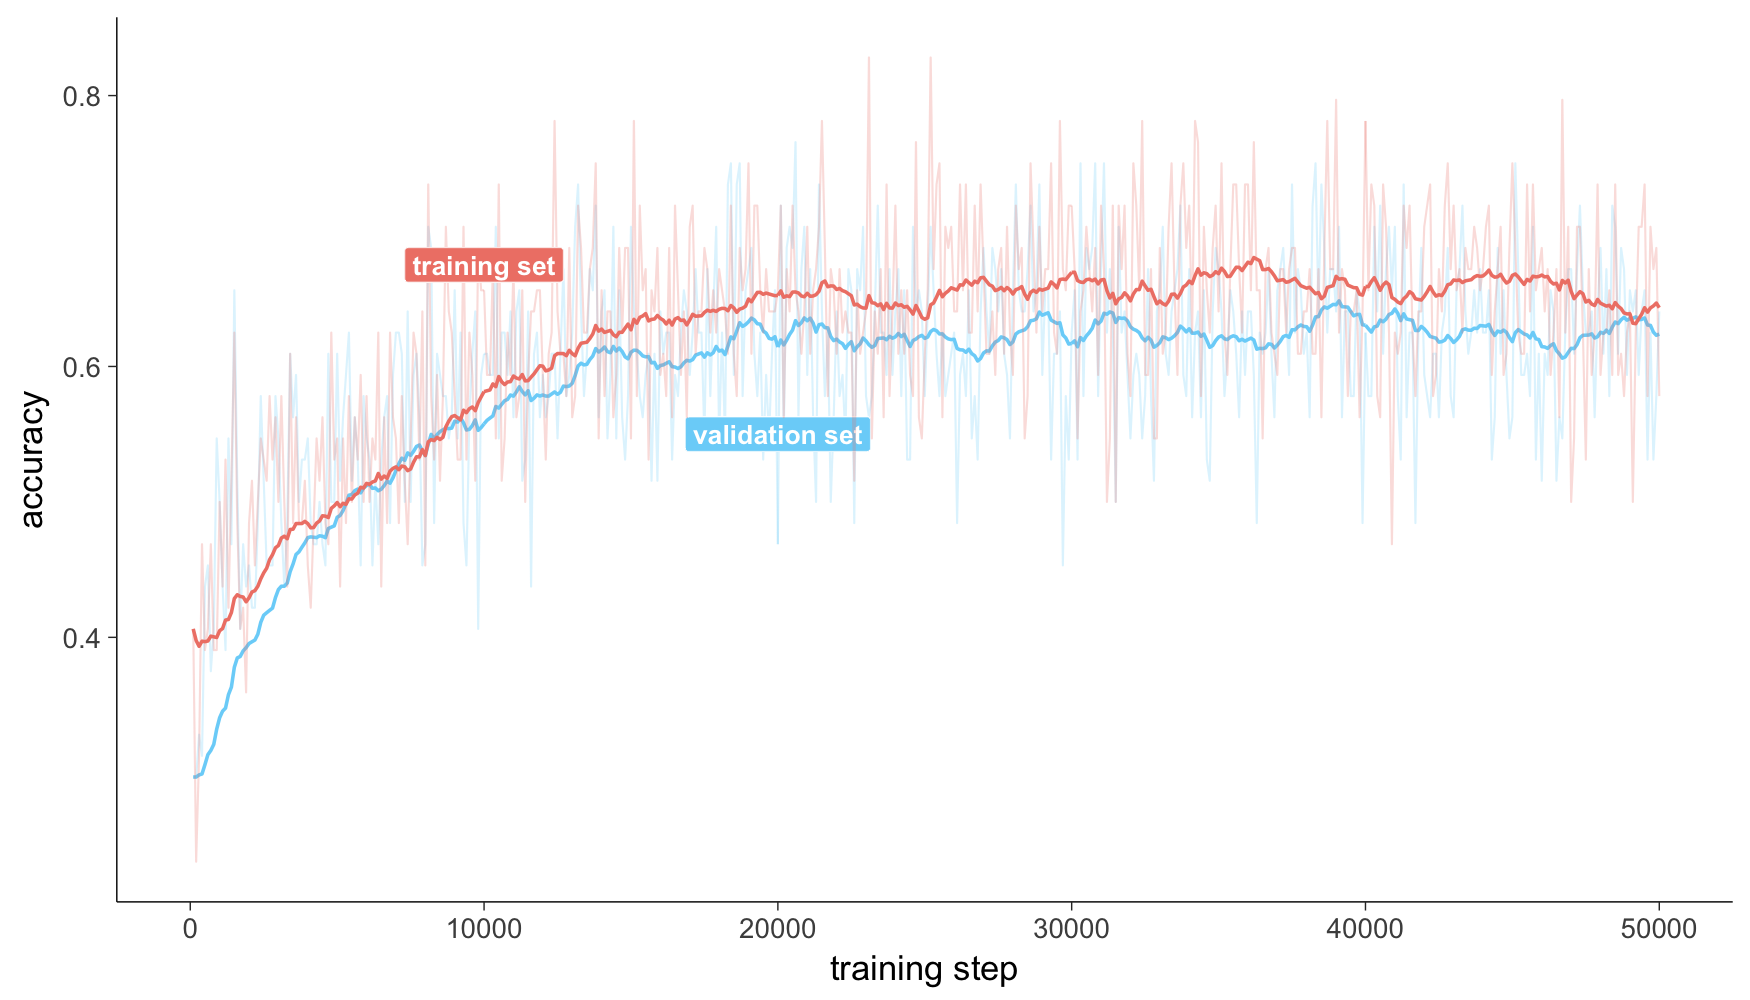 accuracy
0.8
0.6
0.4
training set
validation set
0 10000 20000 30000 40000 50000
training step